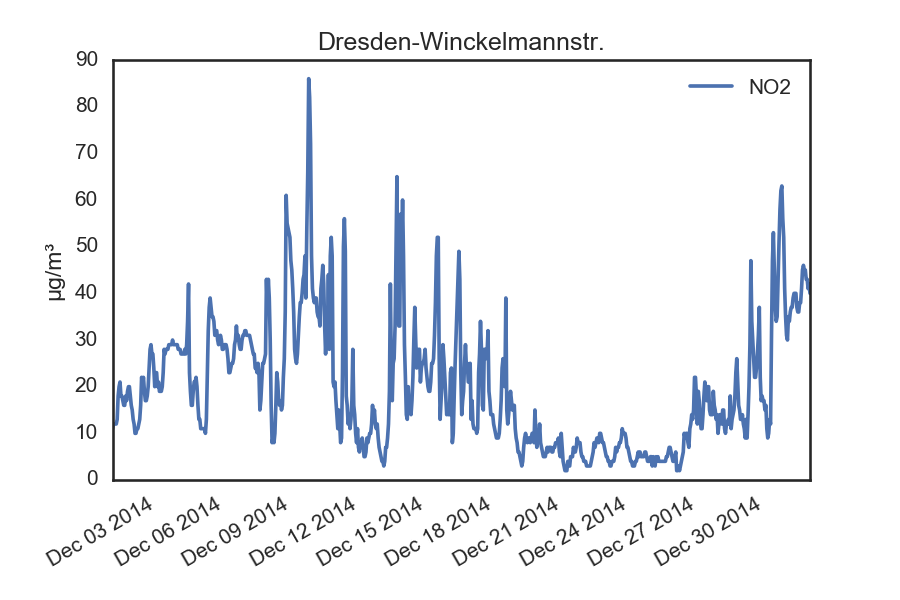 Dresden-Winckelmannstr.
90
80
70
60
50
40
30
20
10
0
µg/m³
NO2
Dec 03 2014
Dec 06 2014
Dec 09 2014
Dec 12 2014
Dec 15 2014
Dec 18 2014
Dec 21 2014
Dec 24 2014
Dec 27 2014
Dec 30 2014